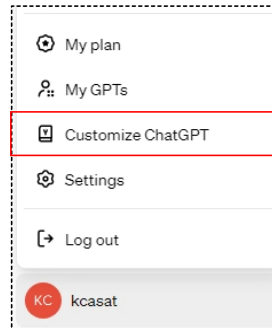 My plan
My GPTs
Customize ChatGPT
Settings
Log out
KC kcasat